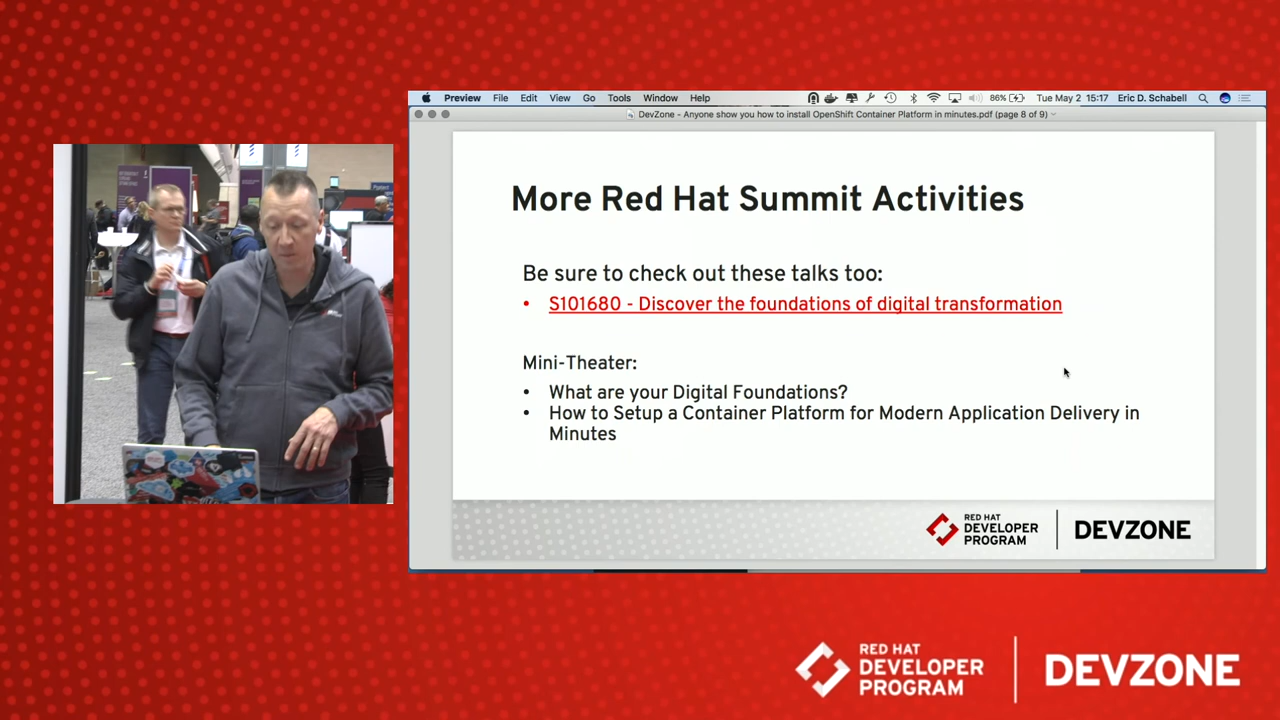 Preview File Edit View Go Tools Window Help 86% Tue May 2 15:17 Eric D. Schabell
DevZone - Anyone show you how to install OpenShift Container Platform in minutes.pdf (page 8 of 9)
More Red Hat Summit Activities
Be sure to check out these talks too:
• S101680 - Discover the foundations of digital transformation
Mini-Theater:
• What are your Digital Foundations?
• How to Setup a Container Platform for Modern Application Delivery in
Minutes
RED HAT
DEVELOPER
PROGRAM
DEVZONE
RED HAT
DEVELOPER
PROGRAM
DEVZONE